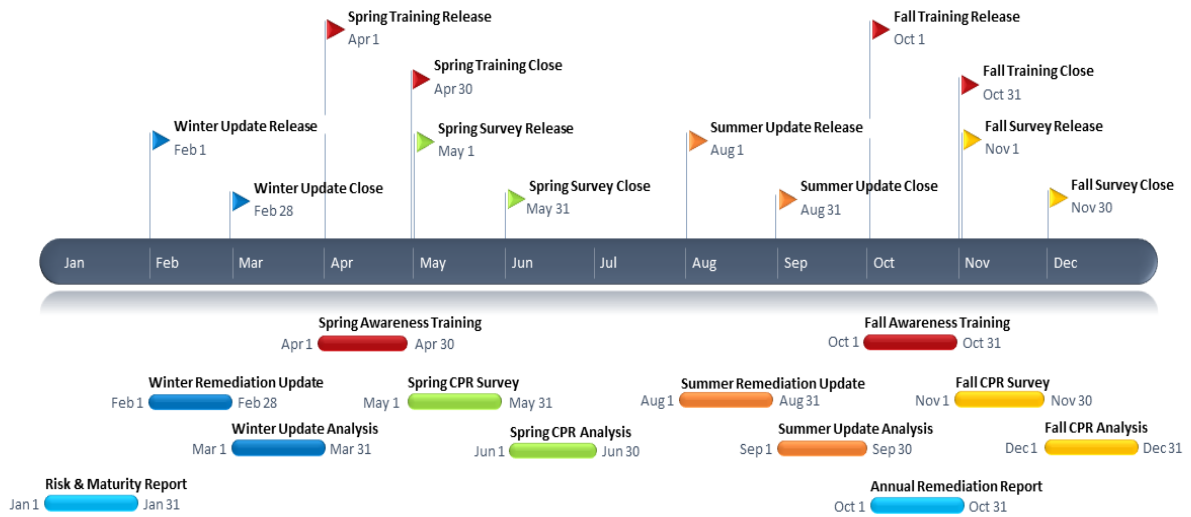 Spring Training Release
Apr 1
Fall Training Release
Oct 1
Spring Training Close
Apr 30
Fall Training Close
Oct 31
Winter Update Release
Feb 1
Spring Survey Release
May 1
Summer Update Release
Aug 1
Fall Survey Release
Nov 1
Winter Update Close
Feb 28
Spring Survey Close
May 31
Summer Update Close
Aug 31
Fall Survey Close
Nov 30
Jan Feb Mar Apr May Jun Jul Aug Sep Oct Nov Dec
Spring Awareness Training
Apr 1 Apr 30
Fall Awareness Training
Oct 1 Oct 31
Winter Remediation Update
Feb 1 Feb 28
Spring CPR Survey
May 1 May 31
Summer Remediation Update
Aug 1 Aug 31
Fall CPR Survey
Nov 1 Nov 30
Winter Update Analysis
Mar 1 Mar 31
Spring CPR Analysis
Jun 1 Jun 30
Summer Update Analysis
Sep 1 Sep 30
Fall CPR Analysis
Dec 1 Dec 31
Risk & Maturity Report
Jan 1 Jan 31
Annual Remediation Report
Oct 1 Oct 31